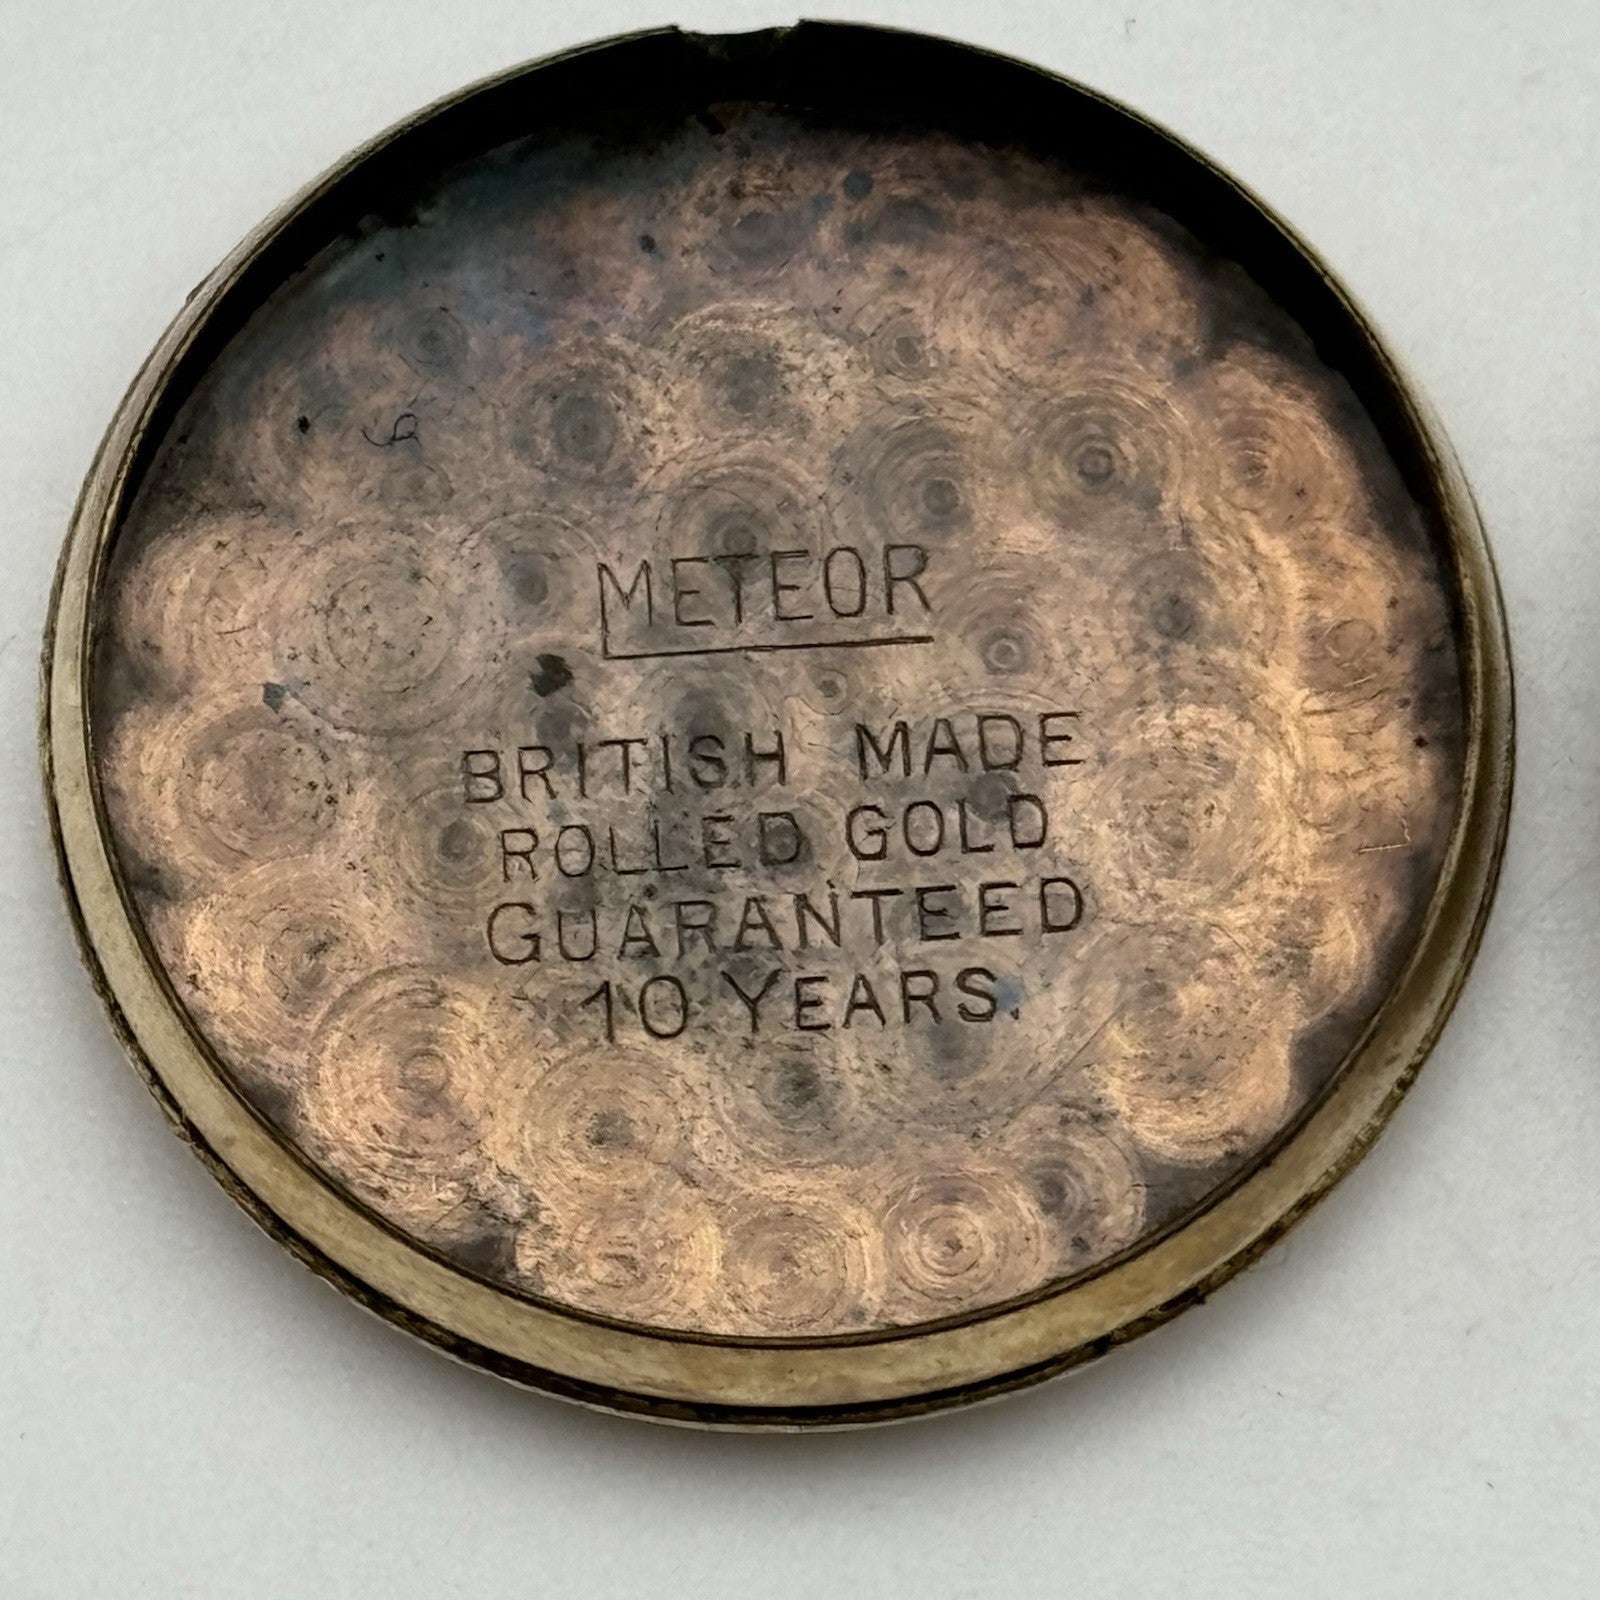 METEOR
BRITISH MADE
ROLLED GOLD
GUARANTEED
10 YEARS.